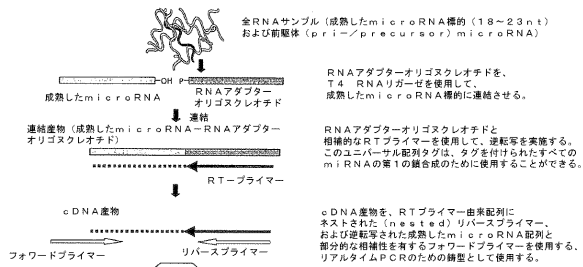 全RNAサンプル(成熟したmicroRNA標的(18~23nt)
および前駆体(pri-/precursor)microRNA)
OH P
成熟したmicroRNA
RNAアダプター
オリゴヌクレオチド
RNAアダプターオリゴヌクレオチドを、
T4 RNAリガーゼを使用して、
成熟したmicroRNA標的に連結させる。
連結
連結産物(成熟したmicroRNA-RNAアダプター
オリゴヌクレオチド)
RT-プライマー
RNAアダプターオリゴヌクレオチドと
相補的なRTプライマーを使用して、逆転写を実施する。
このユニバーサル配列タグは、タグを付けられたすべての
miRNAの第1の鎖合成のために使用することができる。
cDNA産物
フォワードプライマー
リバースプライマー
cDNA産物を、RTプライマー由来配列に
ネストされた(nested)リバースプライマー、
および逆転写された成熟したmicroRNA配列と
部分的な相補性を有するフォワードプライマーを使用する、
リアルタイムPCRのための鋳型として使用する。